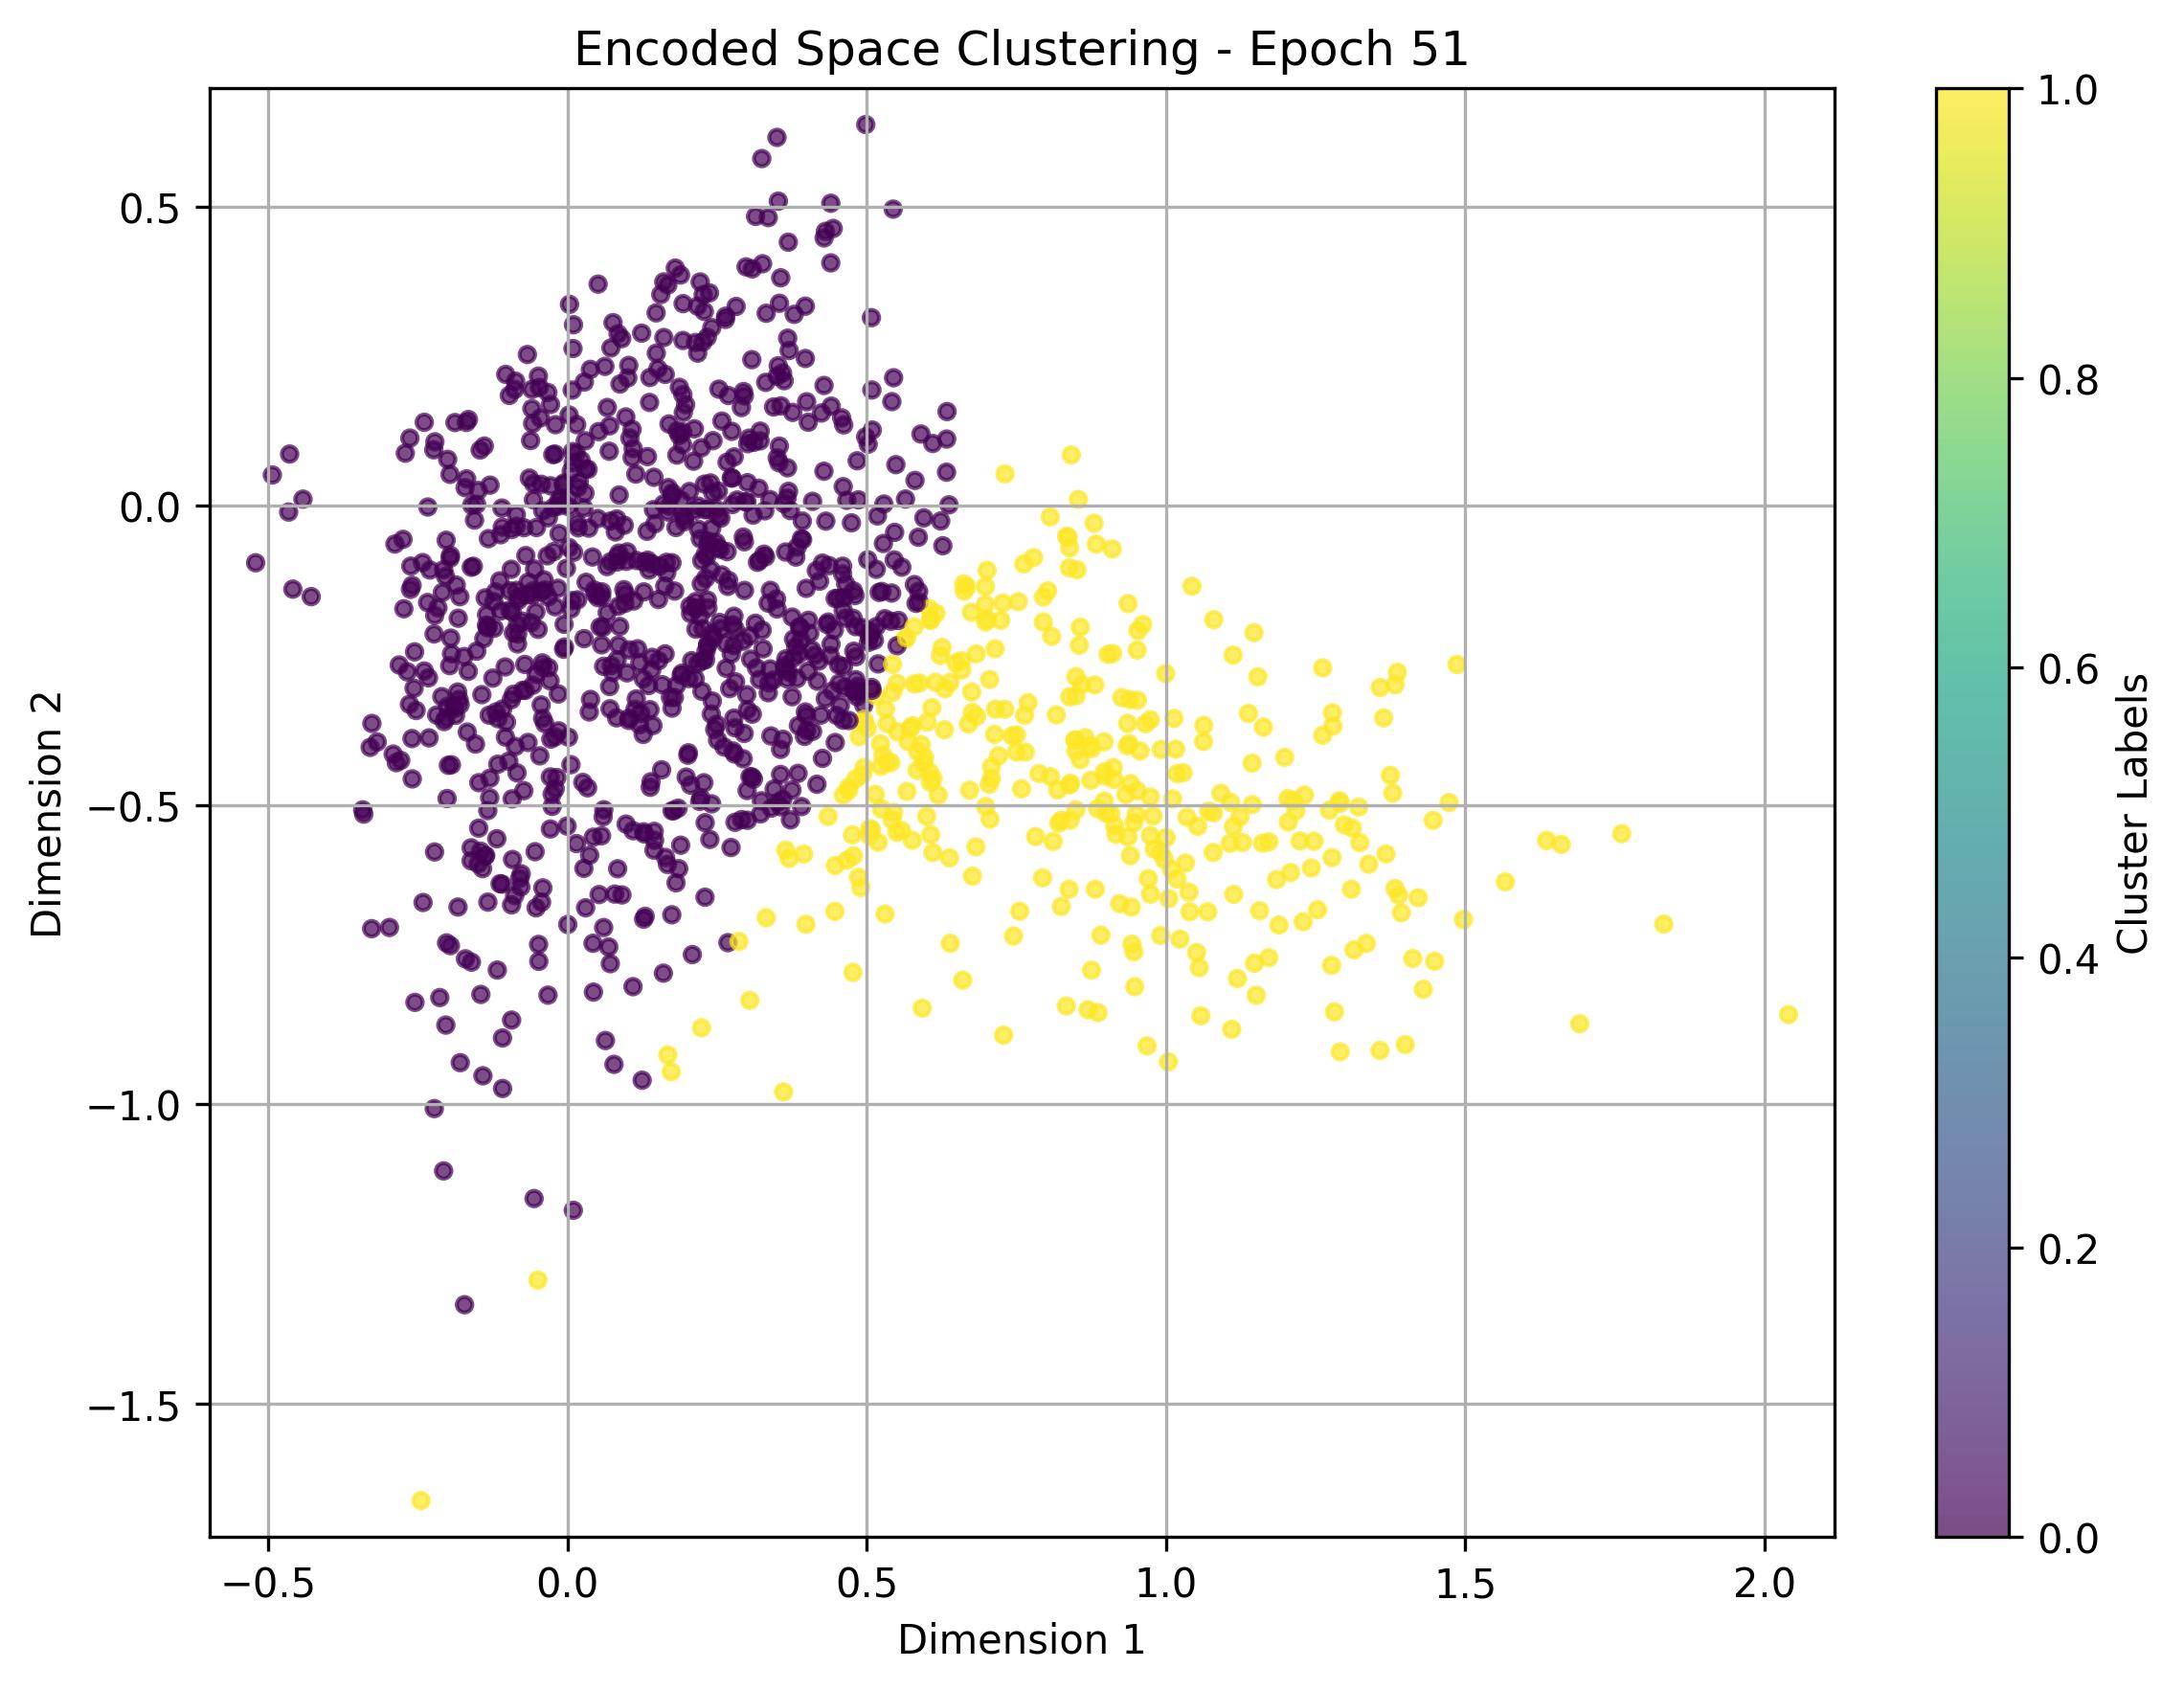 Encoded Space Clustering - Epoch 51
Dimension 2
0.5
0.0
−0.5
−1.0
−1.5
−0.5 0.0 0.5 1.0 1.5 2.0
Dimension 1
1.0
0.8
0.6
0.4
0.2
0.0
Cluster Labels